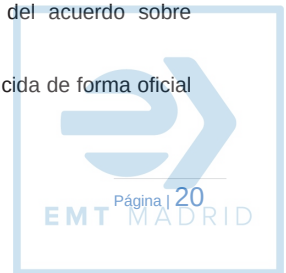 del acuerdo sobre
cida de forma oficial
Página | 20
EMT MADRID